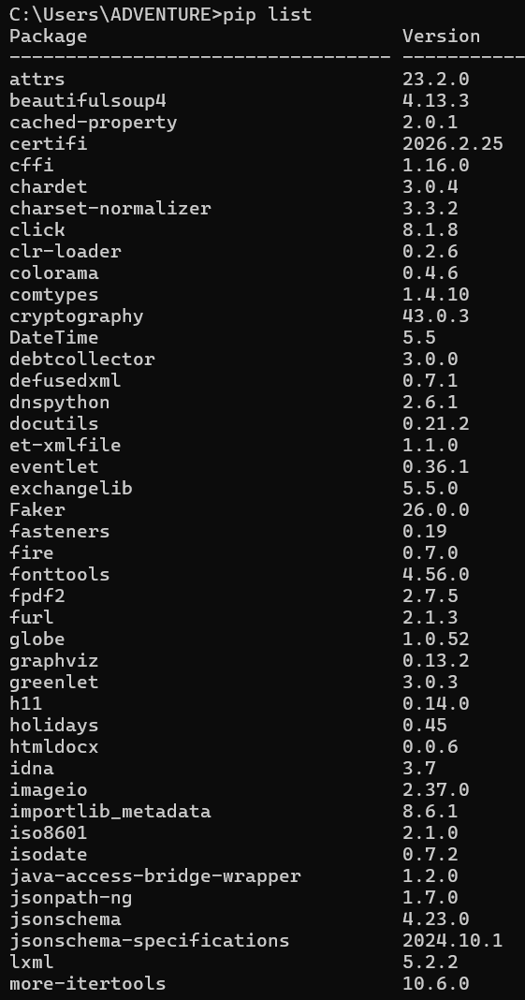 C:\Users\ADVENTURE>pip list
Package Version
---------------------------------- -----------
attrs 23.2.0
beautifulsoup4 4.13.3
cached-property 2.0.1
certifi 2026.2.25
cffi 1.16.0
chardet 3.0.4
charset-normalizer 3.3.2
click 8.1.8
clr-loader 0.2.6
colorama 0.4.6
comtypes 1.4.10
cryptography 43.0.3
DateTime 5.5
debtcollector 3.0.0
defusedxml 0.7.1
dnspython 2.6.1
docutils 0.21.2
et-xmlfile 1.1.0
eventlet 0.36.1
exchangelib 5.5.0
Faker 26.0.0
fasteners 0.19
fire 0.7.0
fonttools 4.56.0
fpdf2 2.7.5
furl 2.1.3
globe 1.0.52
graphviz 0.13.2
greenlet 3.0.3
h11 0.14.0
holidays 0.45
htmldocx 0.0.6
idna 3.7
imageio 2.37.0
importlib_metadata 8.6.1
iso8601 2.1.0
isodate 0.7.2
java-access-bridge-wrapper 1.2.0
jsonpath-ng 1.7.0
jsonschema 4.23.0
jsonschema-specifications 2024.10.1
lxml 5.2.2
more-itertools 10.6.0